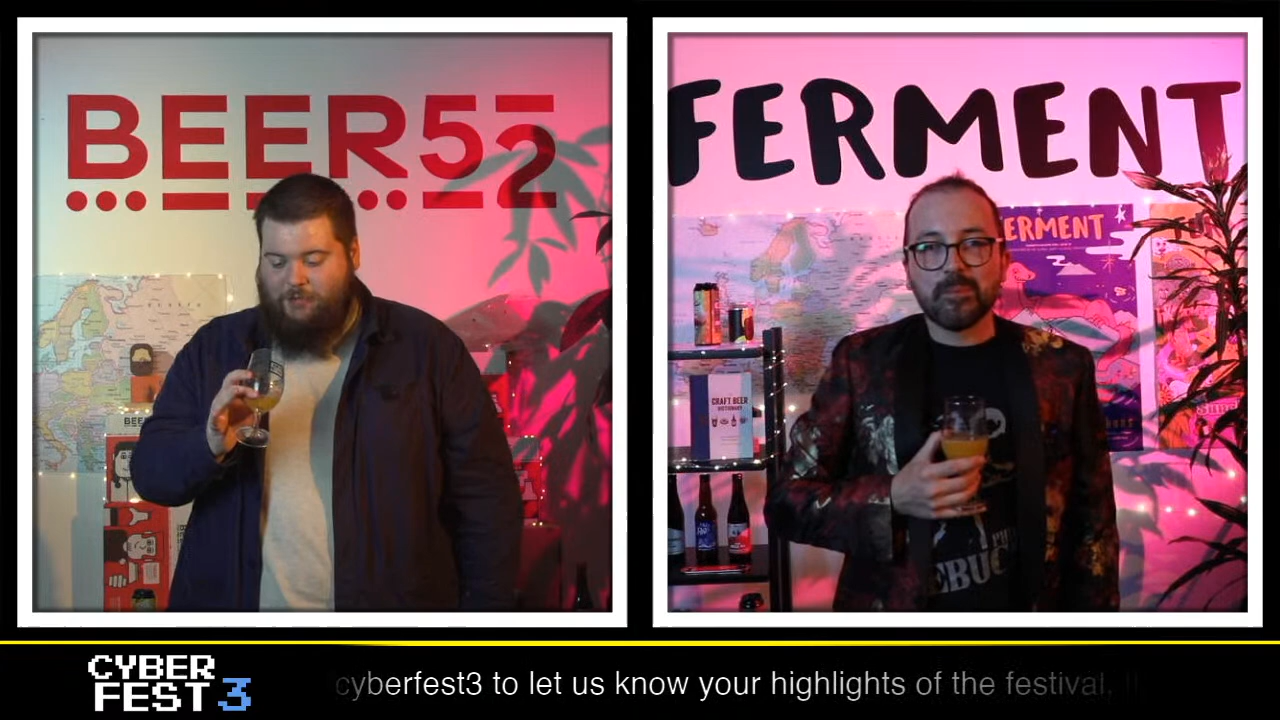 BEER52
FERMENT
ERMENT
CRAFT BEER
DICTIONARY
BEE
CYBER
FEST 3
cyberfest3 to let us know your highlights of the festival.